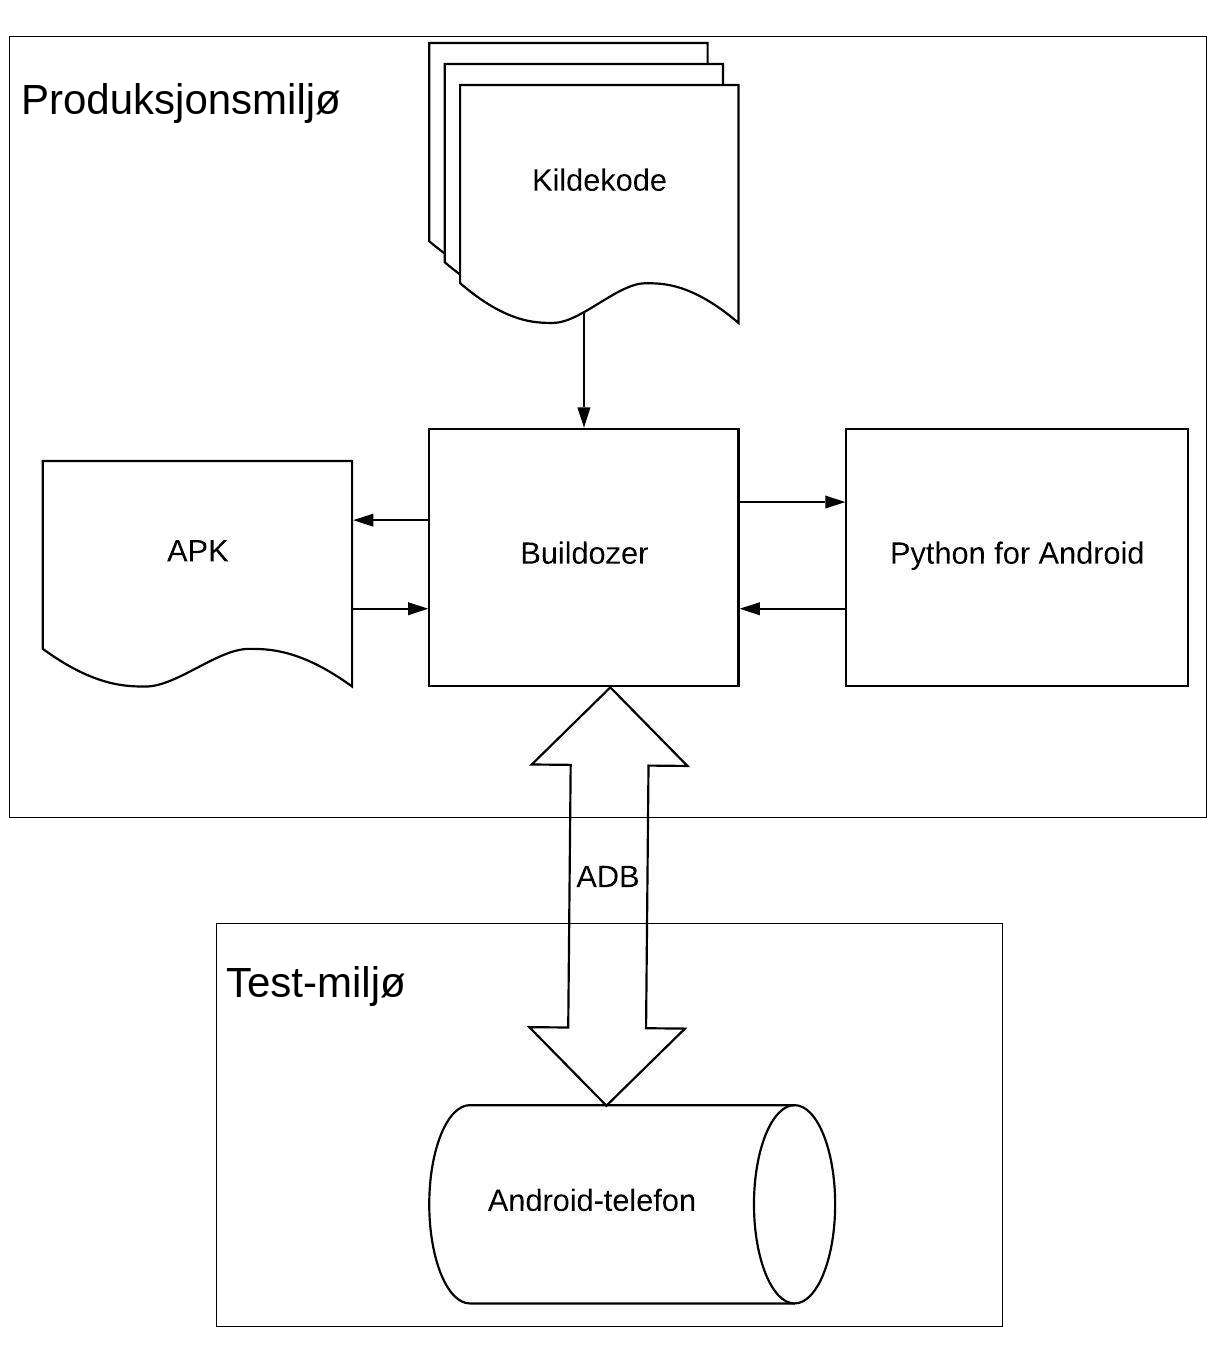 Produksjonsmiljø
Kildekode
APK
Buildozer
Python for Android
ADB
Test-miljø
Android-telefon